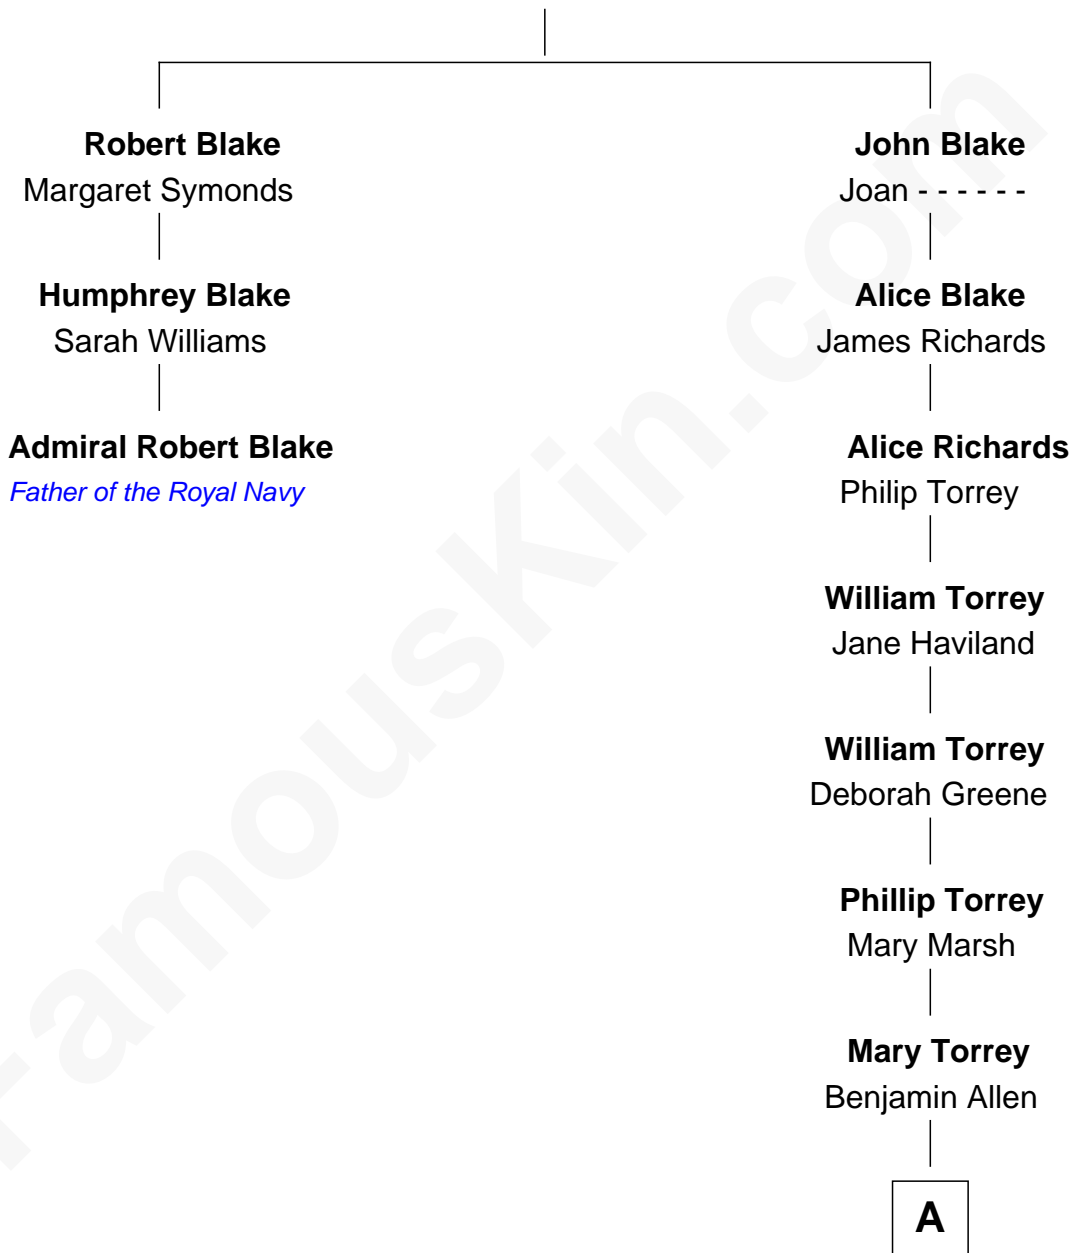 Robert Blake
Margaret Symonds
Humphrey Blake
Sarah Williams
Admiral Robert Blake
Father of the Royal Navy
John Blake
Joan - - - - - -
Alice Blake
James Richards
Alice Richards
Philip Torrey
William Torrey
Jane Haviland
William Torrey
Deborah Greene
Phillip Torrey
Mary Marsh
Mary Torrey
Benjamin Allen
A
FamousKin.com